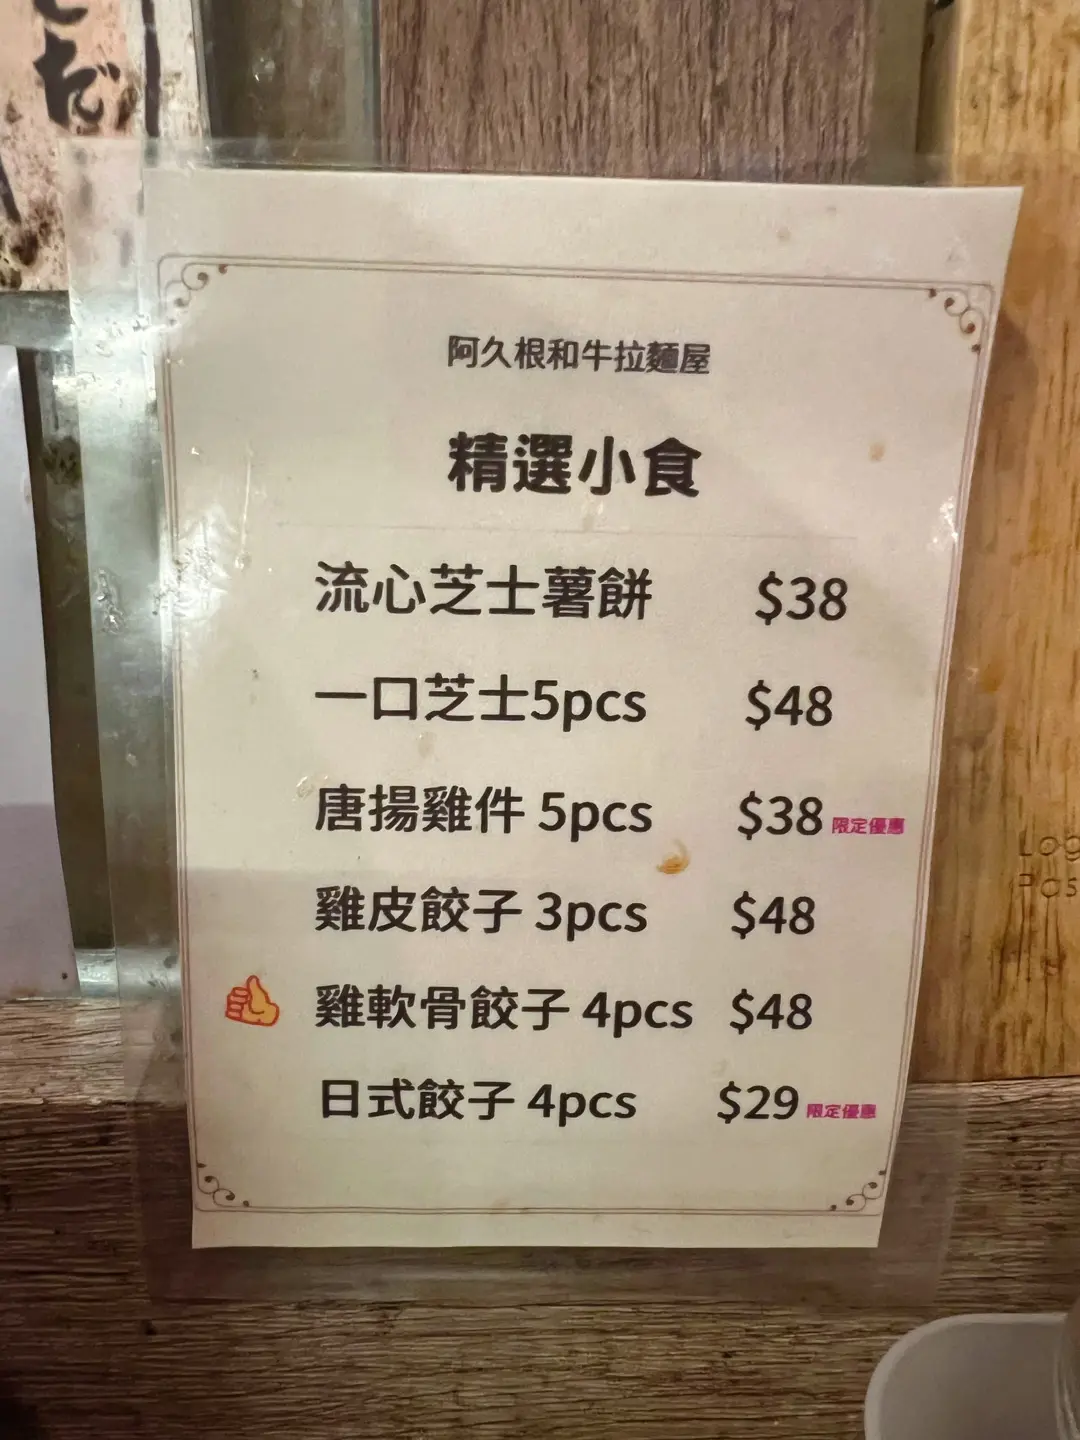 阿久根和牛拉麵屋
精選小食
流心芝士薯餅 $38
一口芝士5pcs $48
唐揚雞件 5pcs $38 限定優惠
雞皮餃子 3pcs $48
雞軟骨餃子 4pcs $48
日式餃子 4pcs $29 限定優惠